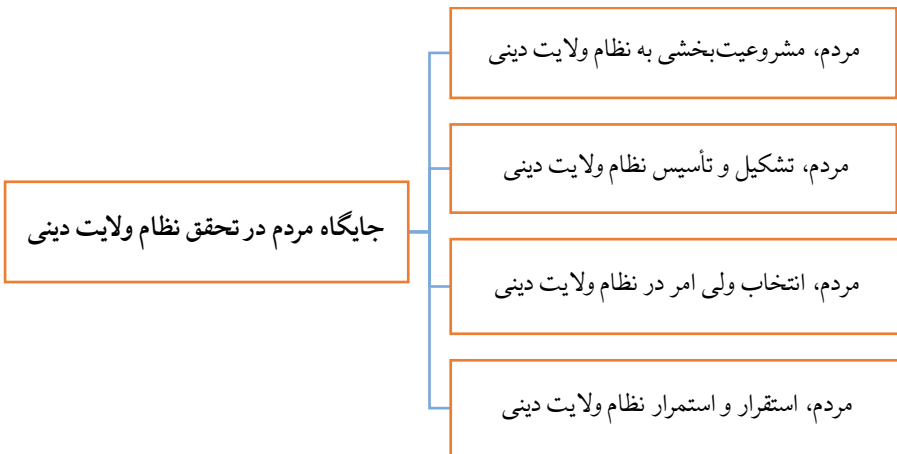 مردم، مشروعیت‌بخشی به نظام ولایت دینی
مردم، تشکیل و تأسیس نظام ولایت دینی
جایگاه مردم در تحقق نظام ولایت دینی
مردم، انتخاب ولی امر در نظام ولایت دینی
مردم، استقرار و استمرار نظام ولایت دینی